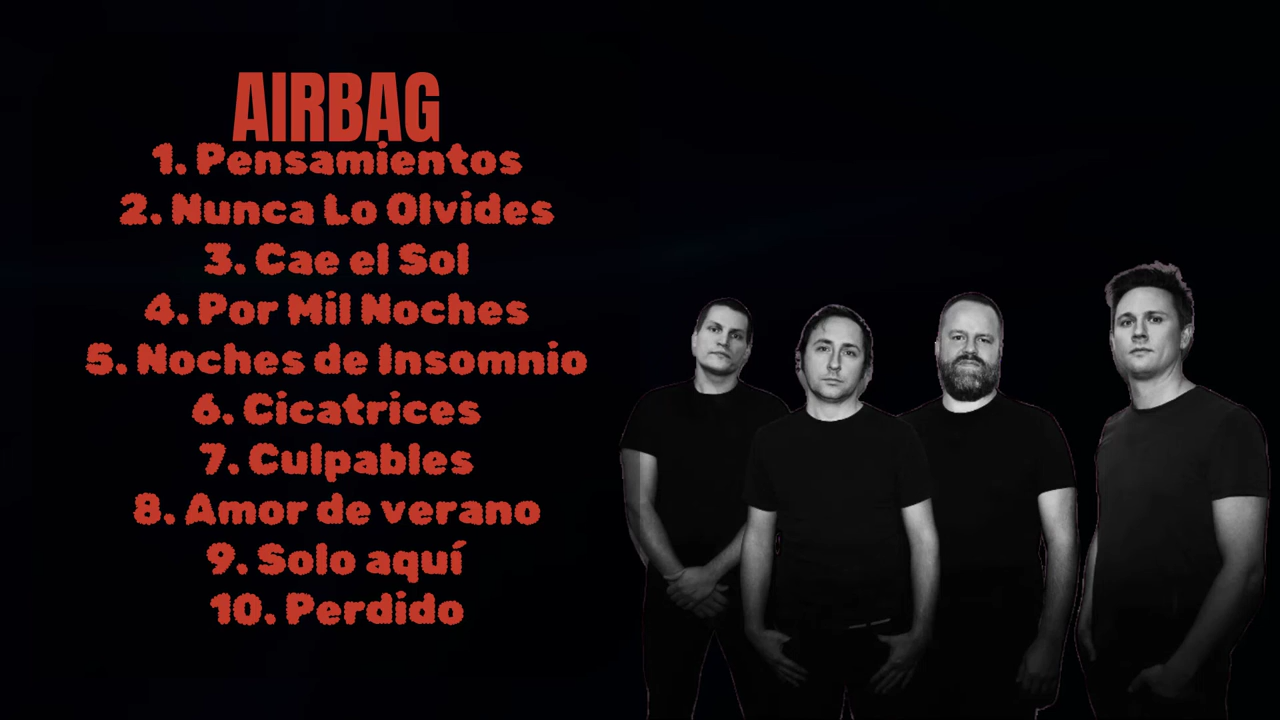 AIRBAG
1. Pensamientos
2. Nunca Lo Olvides
3. Cae el Sol
4. Por Mil Noches
5. Noches de Insomnio
6. Cicatrices
7. Culpables
8. Amor de verano
9. Solo aquí
10. Perdido